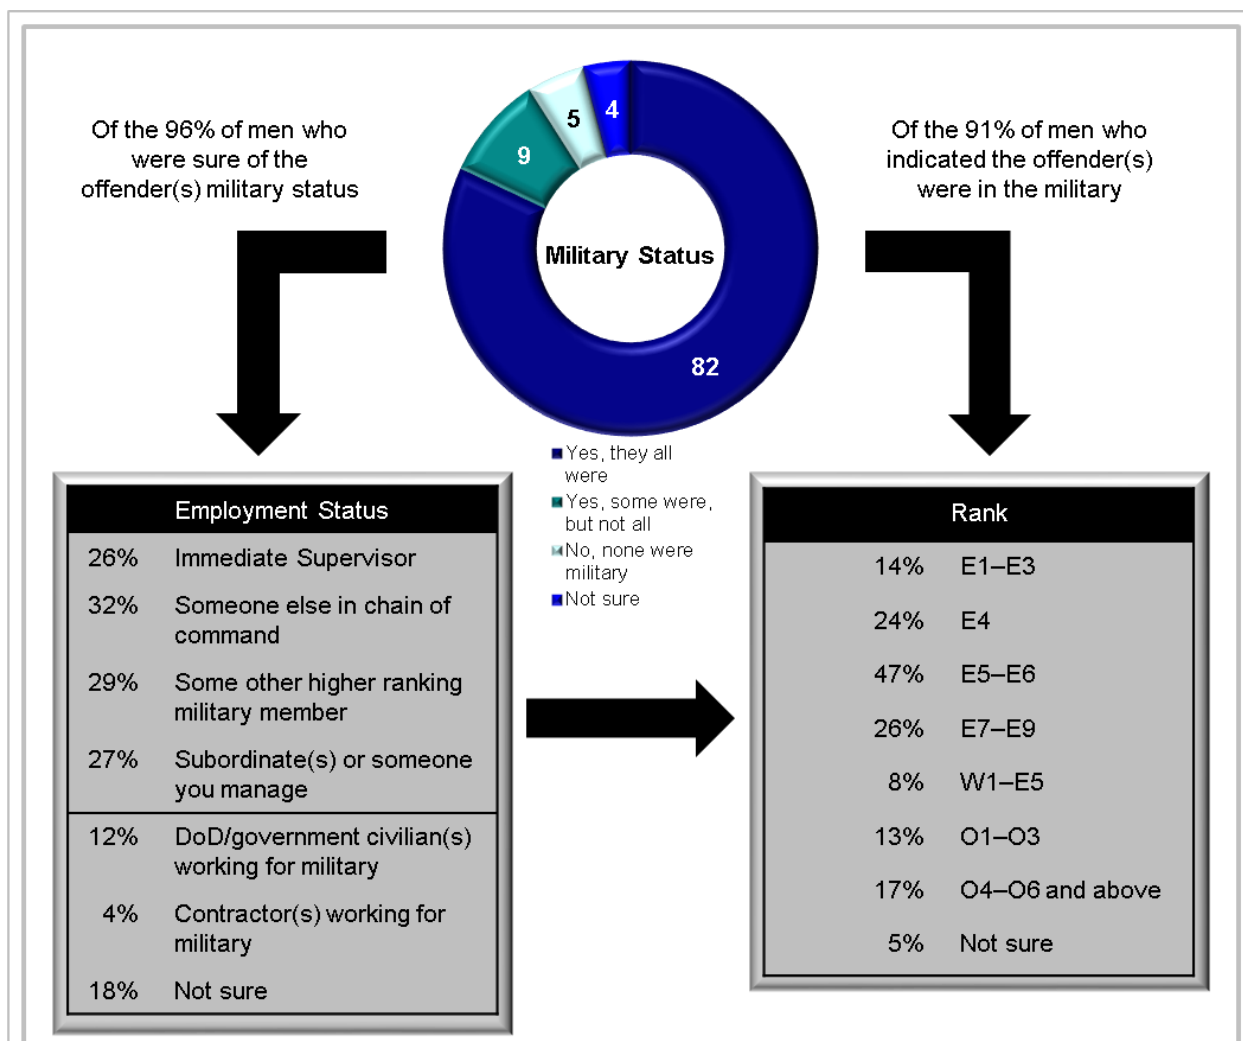 Of the 96% of men who
were sure of the
offender(s) military status
9
5
4
82
Military Status
Of the 91% of men who
indicated the offender(s)
were in the military
Yes, they all
were
Yes, some were,
but not all
No, none were
military
Not sure
Employment Status
26% Immediate Supervisor
32% Someone else in chain of
command
29% Some other higher ranking
military member
27% Subordinate(s) or someone
you manage
12% DoD/government civilian(s)
working for military
4% Contractor(s) working for
military
18% Not sure
Rank
14% E1–E3
24% E4
47% E5–E6
26% E7–E9
8% W1–E5
13% O1–O3
17% O4–O6 and above
5% Not sure